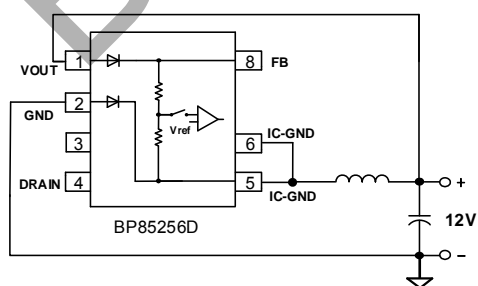 1
VOUT
8 FB
2
GND
Vref
IC-GND
3
6
DRAIN 4
5
IC-GND
+
12V
−
BP85256D